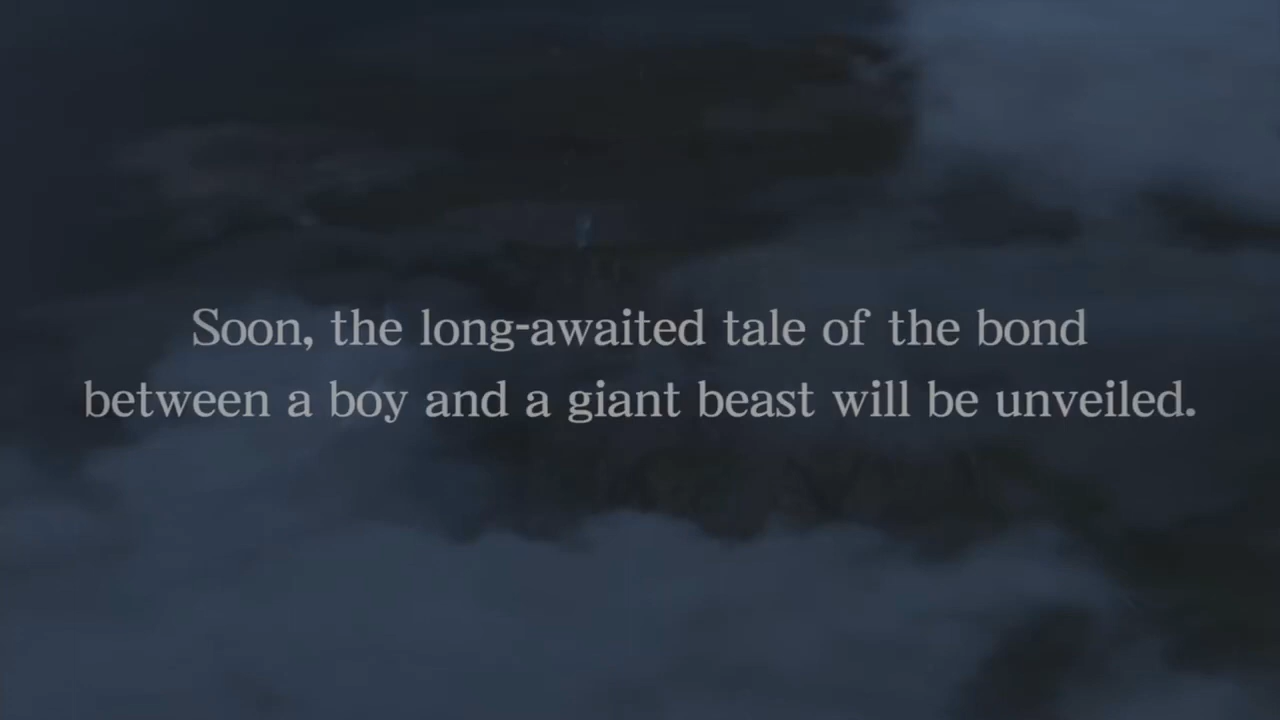 Soon, the long-awaited tale of the bond
between a boy and a giant beast will be unveiled.